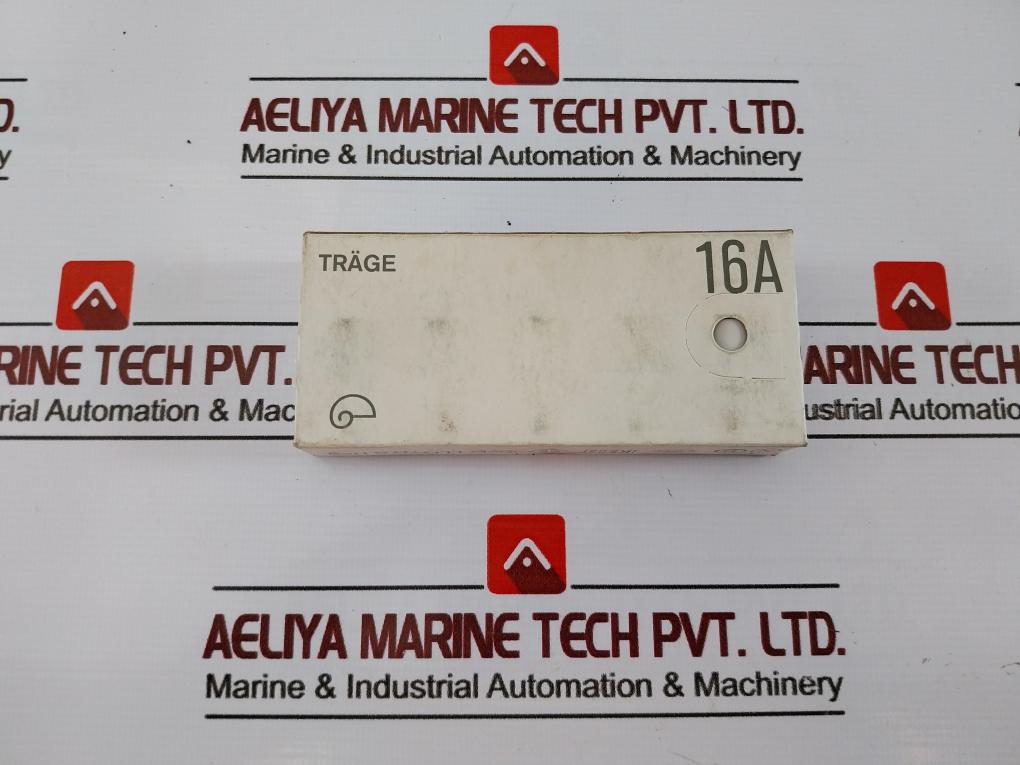 AELIYA MARINE TECH PVT. LTD.
Marine & Industrial Automation & Machinery
D.
y
TRÄGE
16A
RINE TECH PVT.
rial Automation & Mac
ARINE TECH
ustrial Automatio
AELIYA MARINE TECH PVT. LTD.
Marine & Industrial Automation & Machinery